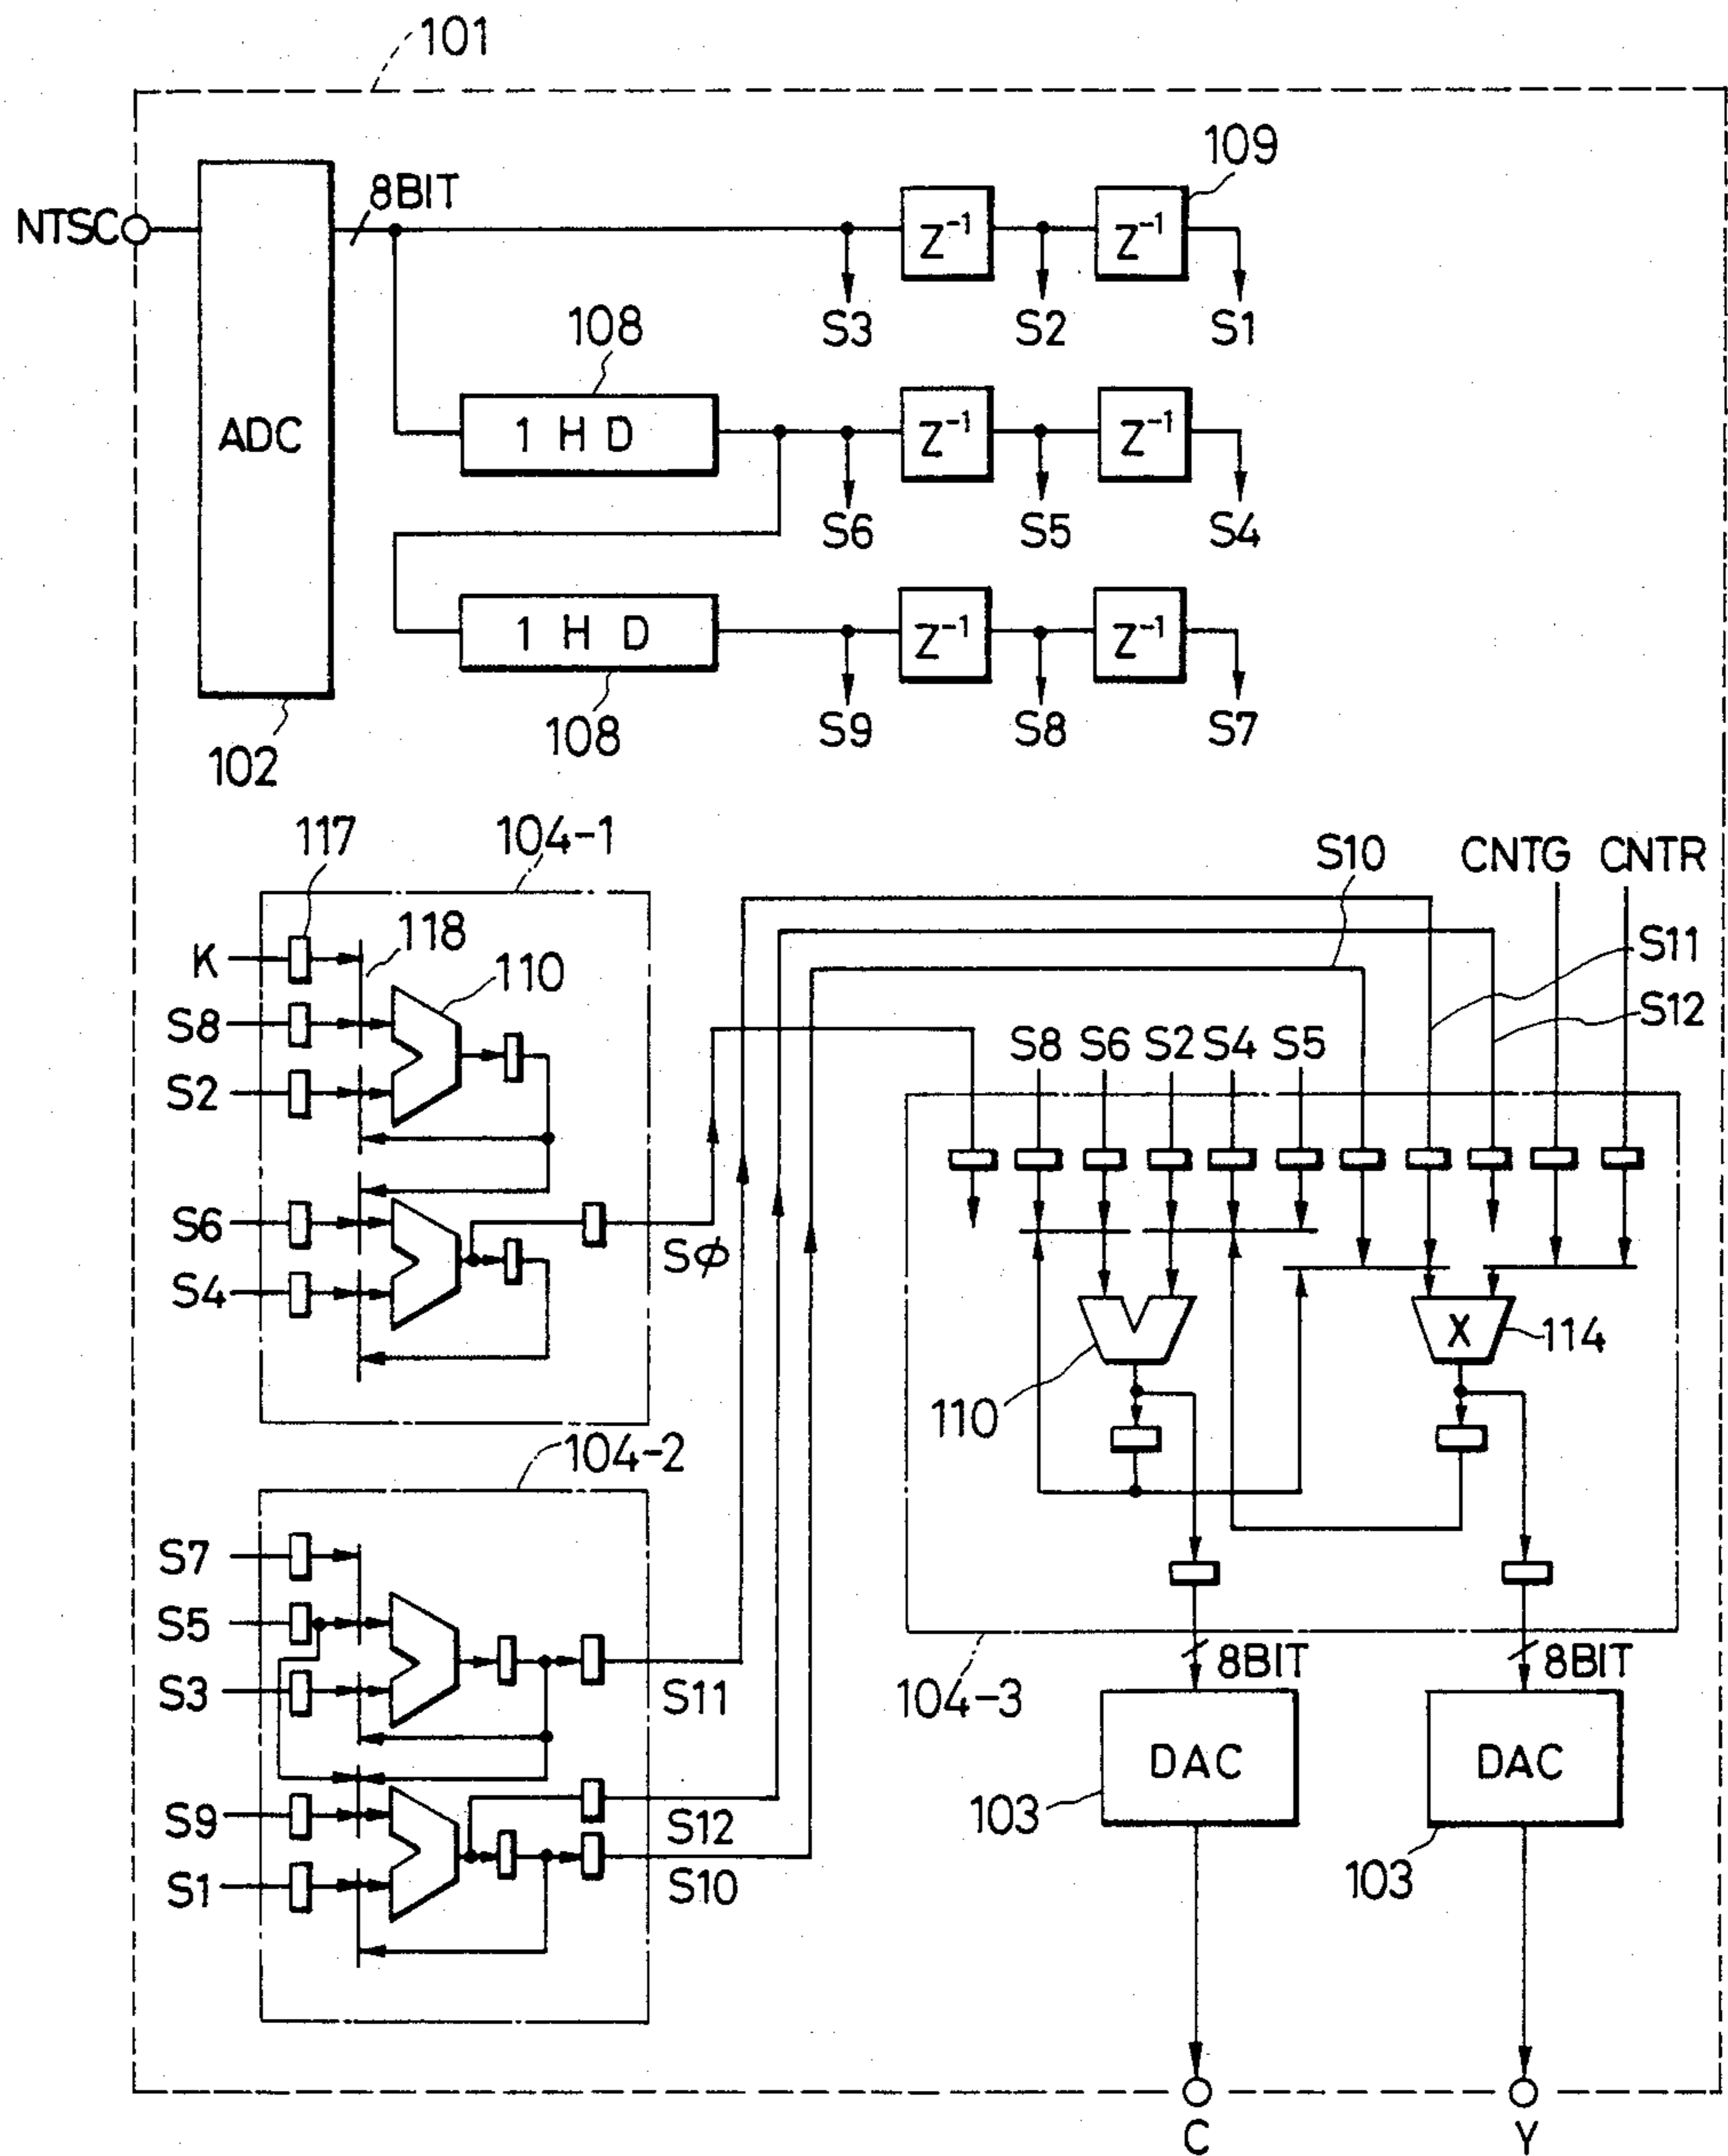 101
109
NTSC
8BIT
Z⁻¹
Z⁻¹
S3
S2
S1
108
ADC
1 H D
Z⁻¹
Z⁻¹
S6
S5
S4
1 H D
Z⁻¹
Z⁻¹
108
S9
S8
S7
102
117
104-1
S10
CNTG
CNTR
K
118
110
S11
S8
S12
S2
S8
S6
S2
S4
S5
S6
Sϕ
S4
X
114
110
104-2
S7
S5
8BIT
8BIT
S3
S11
104-3
DAC
DAC
S9
S12
103
S1
S10
103
C
Y